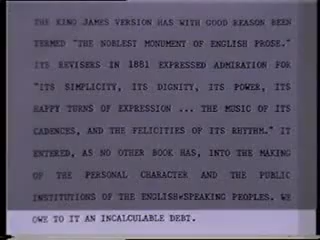 THE KING JAMES VERSION HAS WITH GOOD REASON BEEN
TERMED "THE NOBLEST MONUMENT OF ENGLISH PROSE."
ITS REVISERS IN 1881 EXPRESSED ADMIRATION FOR
"ITS SIMPLICITY, ITS DIGNITY, ITS POWER, ITS
HAPPY TURNS OF EXPRESSION ... THE MUSIC OF ITS
CADENCES, AND THE FELICITIES OF ITS RHYTHM." IT
ENTERED, AS NO OTHER BOOK HAS, INTO THE MAKING
OF THE PERSONAL CHARACTER AND THE PUBLIC
INSTITUTIONS OF THE ENGLISH-SPEAKING PEOPLES. WE
OWE TO IT AN INCALCULABLE DEBT.